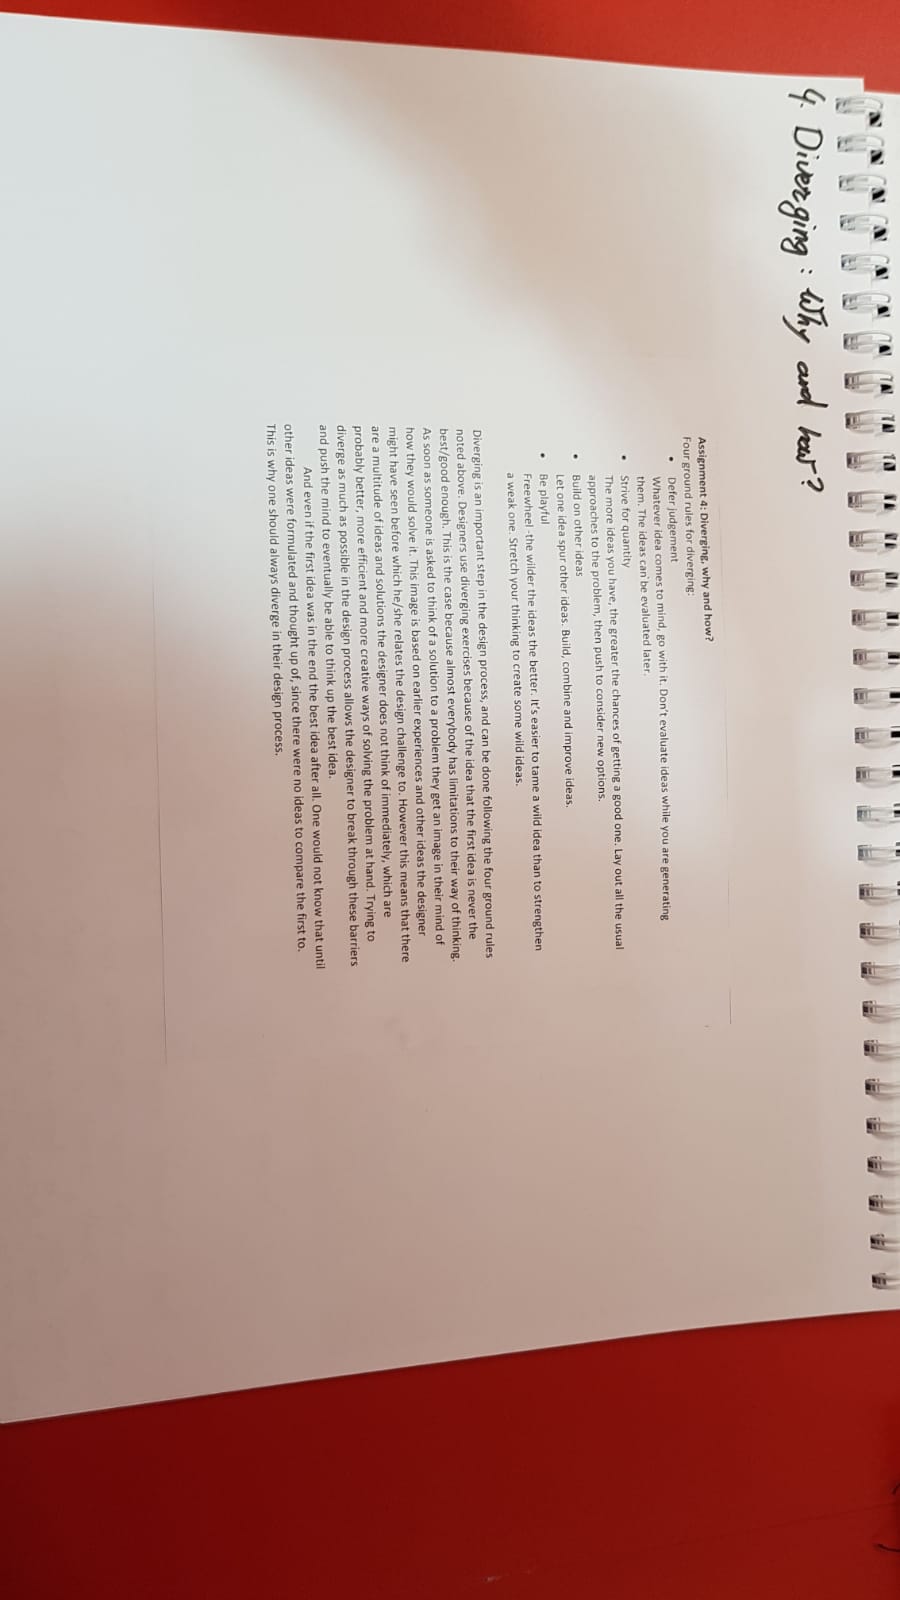 4. Diverging: Why and how?
Assignment 4: Diverging, why and how?
Four ground rules for diverging:
• Defer judgement
Whatever idea comes to mind, go with it. Don't evaluate ideas while you are generating
them. The ideas can be evaluated later.
• Strive for quantity
The more ideas you have, the greater the chances of getting a good one. Lay out all the usual
approaches to the problem, then push to consider new options.
• Build on other ideas
Let one idea spur other ideas. Build, combine and improve ideas.
• Be playful
Freewheel -the wilder the ideas the better. It's easier to tame a wild idea than to strengthen
a weak one. Stretch your thinking to create some wild ideas.
Diverging is an important step in the design process, and can be done following the four ground rules
noted above. Designers use diverging exercises because of the idea that the first idea is never the
best/good enough. This is the case because almost everybody has limitations to their way of thinking.
As soon as someone is asked to think of a solution to a problem they get an image in their mind of
how they would solve it. This image is based on earlier experiences and other ideas the designer
might have seen before which he/she relates the design challenge to. However this means that there
are a multitude of ideas and solutions the designer does not think of immediately, which are
probably better, more efficient and more creative ways of solving the problem at hand. Trying to
diverge as much as possible in the design process allows the designer to break through these barriers
and push the mind to eventually be able to think up the best idea.
And even if the first idea was in the end the best idea after all. One would not know that until
other ideas were formulated and thought up of, since there were no ideas to compare the first to.
This is why one should always diverge in their design process.